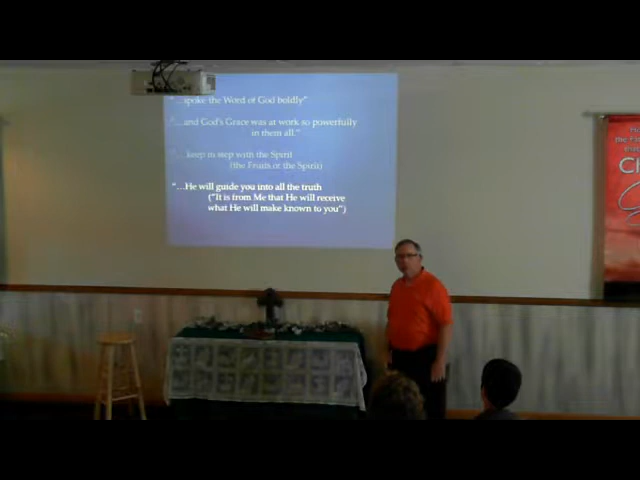 “…spoke the Word of God boldly”
“…and God's Grace was at work so powerfully
in them all.”
“…keep in step with the Spirit
(the Fruits of the Spirit)
“…He will guide you into all the truth
(“It is from Me that He will receive
what He will make known to you”)